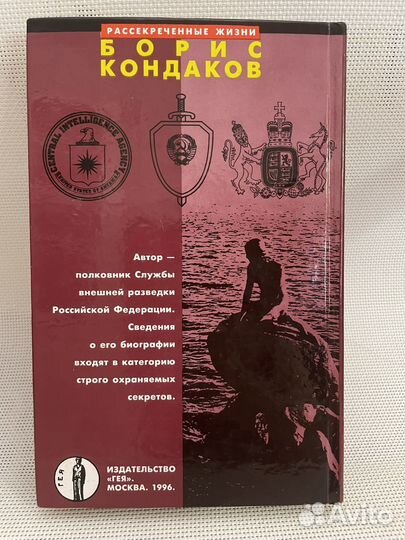 РАССЕКРЕЧЕННЫЕ ЖИЗНИ
БОРИС
КОНДАКОВ
CENTRAL INTELLIGENCE AGENCY
UNITED STATES OF AMERICA
Автор —
полковник Службы
внешней разведки
Российской Федерации.
Сведения
о его биографии
входят в категорию
строго охраняемых
секретов.
ГЕЯ
ИЗДАТЕЛЬСТВО
«ГЕЯ».
МОСКВА. 1996.
Avito